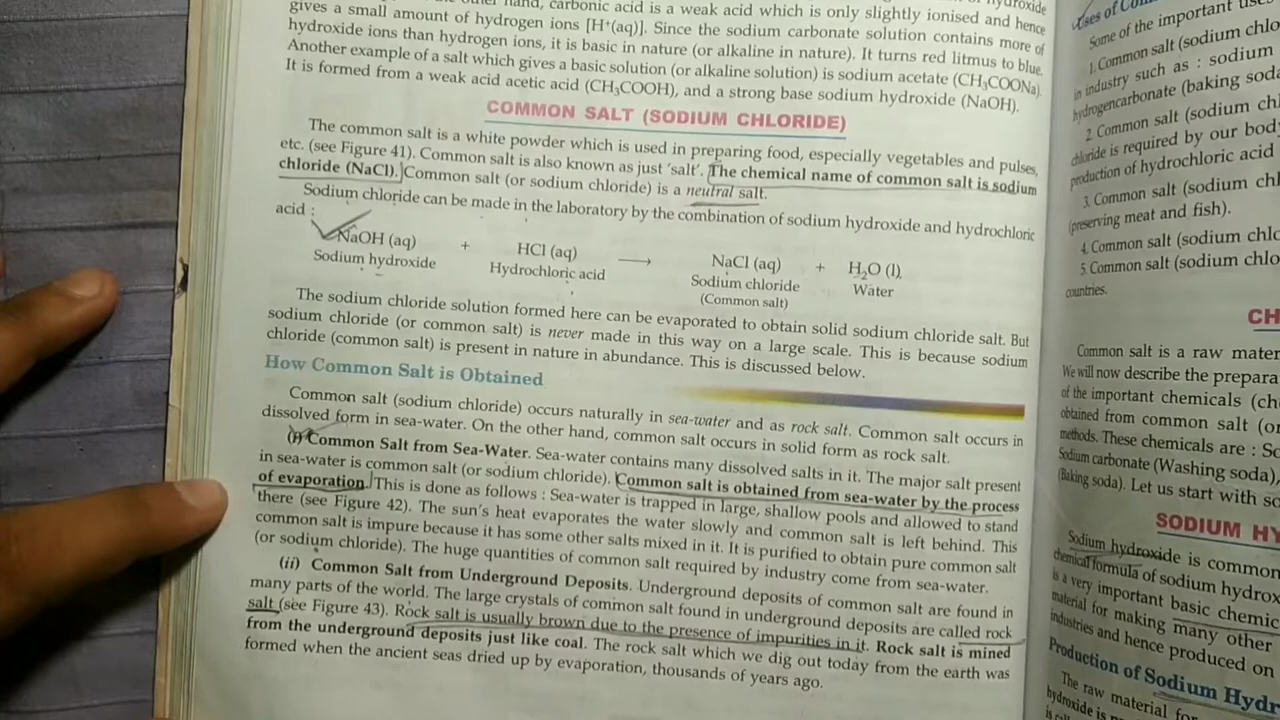 the other hand, carbonic acid is a weak acid which is only slightly ionised and hence
gives a small amount of hydrogen ions [H⁺(aq)]. Since the sodium carbonate solution contains more of
hydroxide ions than hydrogen ions, it is basic in nature (or alkaline in nature). It turns red litmus to blue.
Another example of a salt which gives a basic solution (or alkaline solution) is sodium acetate (CH₃COONa).
It is formed from a weak acid acetic acid (CH₃COOH), and a strong base sodium hydroxide (NaOH).
COMMON SALT (SODIUM CHLORIDE)
The common salt is a white powder which is used in preparing food, especially vegetables and pulses,
etc. (see Figure 41). Common salt is also known as just 'salt'. The chemical name of common salt is sodium
chloride (NaCl). Common salt (or sodium chloride) is a neutral salt.
Sodium chloride can be made in the laboratory by the combination of sodium hydroxide and hydrochloric
acid :
NaOH (aq) + HCl (aq) ⟶ NaCl (aq) + H₂O (l)
Sodium hydroxide Hydrochloric acid Sodium chloride Water
(Common salt)
The sodium chloride solution formed here can be evaporated to obtain solid sodium chloride salt. But
sodium chloride (or common salt) is never made in this way on a large scale. This is because sodium
chloride (common salt) is present in nature in abundance. This is discussed below.
How Common Salt is Obtained
Common salt (sodium chloride) occurs naturally in sea-water and as rock salt. Common salt occurs in
dissolved form in sea-water. On the other hand, common salt occurs in solid form as rock salt.
(i) Common Salt from Sea-Water. Sea-water contains many dissolved salts in it. The major salt present
in sea-water is common salt (or sodium chloride). Common salt is obtained from sea-water by the process
of evaporation. This is done as follows : Sea-water is trapped in large, shallow pools and allowed to stand
there (see Figure 42). The sun's heat evaporates the water slowly and common salt is left behind. This
common salt is impure because it has some other salts mixed in it. It is purified to obtain pure common salt
(or sodium chloride). The huge quantities of common salt required by industry come from sea-water.
(ii) Common Salt from Underground Deposits. Underground deposits of common salt are found in
many parts of the world. The large crystals of common salt found in underground deposits are called rock
salt (see Figure 43). Rock salt is usually brown due to the presence of impurities in it. Rock salt is mined
from the underground deposits just like coal. The rock salt which we dig out today from the earth was
formed when the ancient seas dried up by evaporation, thousands of years ago.
Uses of
Some of the important uses
1. Common salt (sodium chlo
in industry such as : sodium
hydrogencarbonate (baking soda
2. Common salt (sodium chl
chloride is required by our body
production of hydrochloric acid
3. Common salt (sodium chl
(preserving meat and fish).
4. Common salt (sodium chlo
5. Common salt (sodium chlo
countries.
CH
Common salt is a raw mater
We will now describe the prepara
of the important chemicals (che
obtained from common salt (or
methods. These chemicals are : So
Sodium carbonate (Washing soda),
(Baking soda). Let us start with so
SODIUM HY
Sodium hydroxide is common
chemical formula of sodium hydrox
is a very important basic chemic
material for making many other
industries and hence produced on
Production of Sodium Hydr
The raw material for
hydroxide is